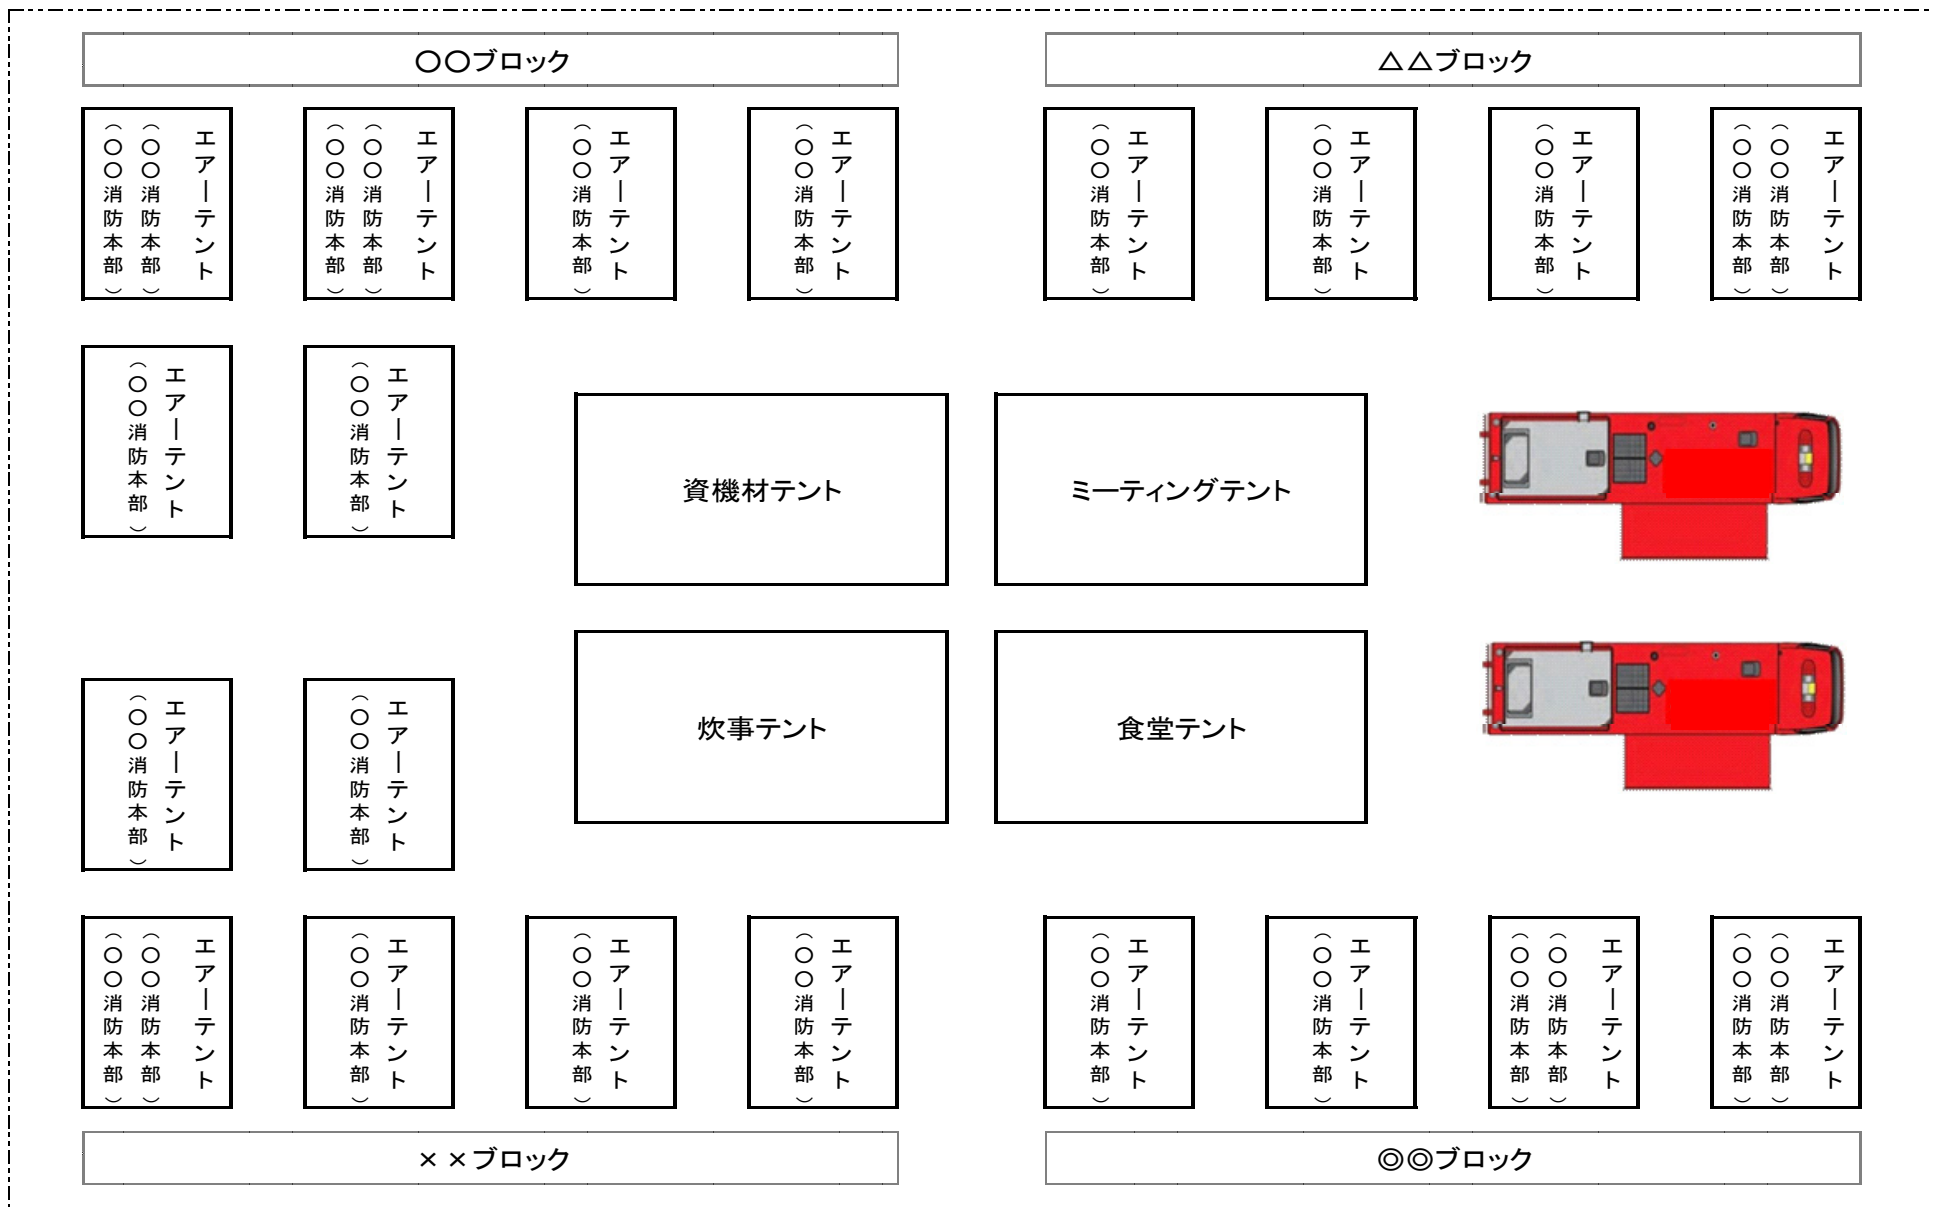 〇〇ブロック
△△ブロック
エアーテント
（〇〇消防本部）
（〇〇消防本部）
エアーテント
（〇〇消防本部）
（〇〇消防本部）
エアーテント
（〇〇消防本部）
エアーテント
（〇〇消防本部）
エアーテント
（〇〇消防本部）
エアーテント
（〇〇消防本部）
エアーテント
（〇〇消防本部）
エアーテント
（〇〇消防本部）
（〇〇消防本部）
エアーテント
（〇〇消防本部）
エアーテント
（〇〇消防本部）
資機材テント
ミーティングテント
エアーテント
（〇〇消防本部）
エアーテント
（〇〇消防本部）
炊事テント
食堂テント
エアーテント
（〇〇消防本部）
（〇〇消防本部）
エアーテント
（〇〇消防本部）
エアーテント
（〇〇消防本部）
エアーテント
（〇〇消防本部）
エアーテント
（〇〇消防本部）
エアーテント
（〇〇消防本部）
エアーテント
（〇〇消防本部）
（〇〇消防本部）
エアーテント
（〇〇消防本部）
（〇〇消防本部）
××ブロック
◎◎ブロック